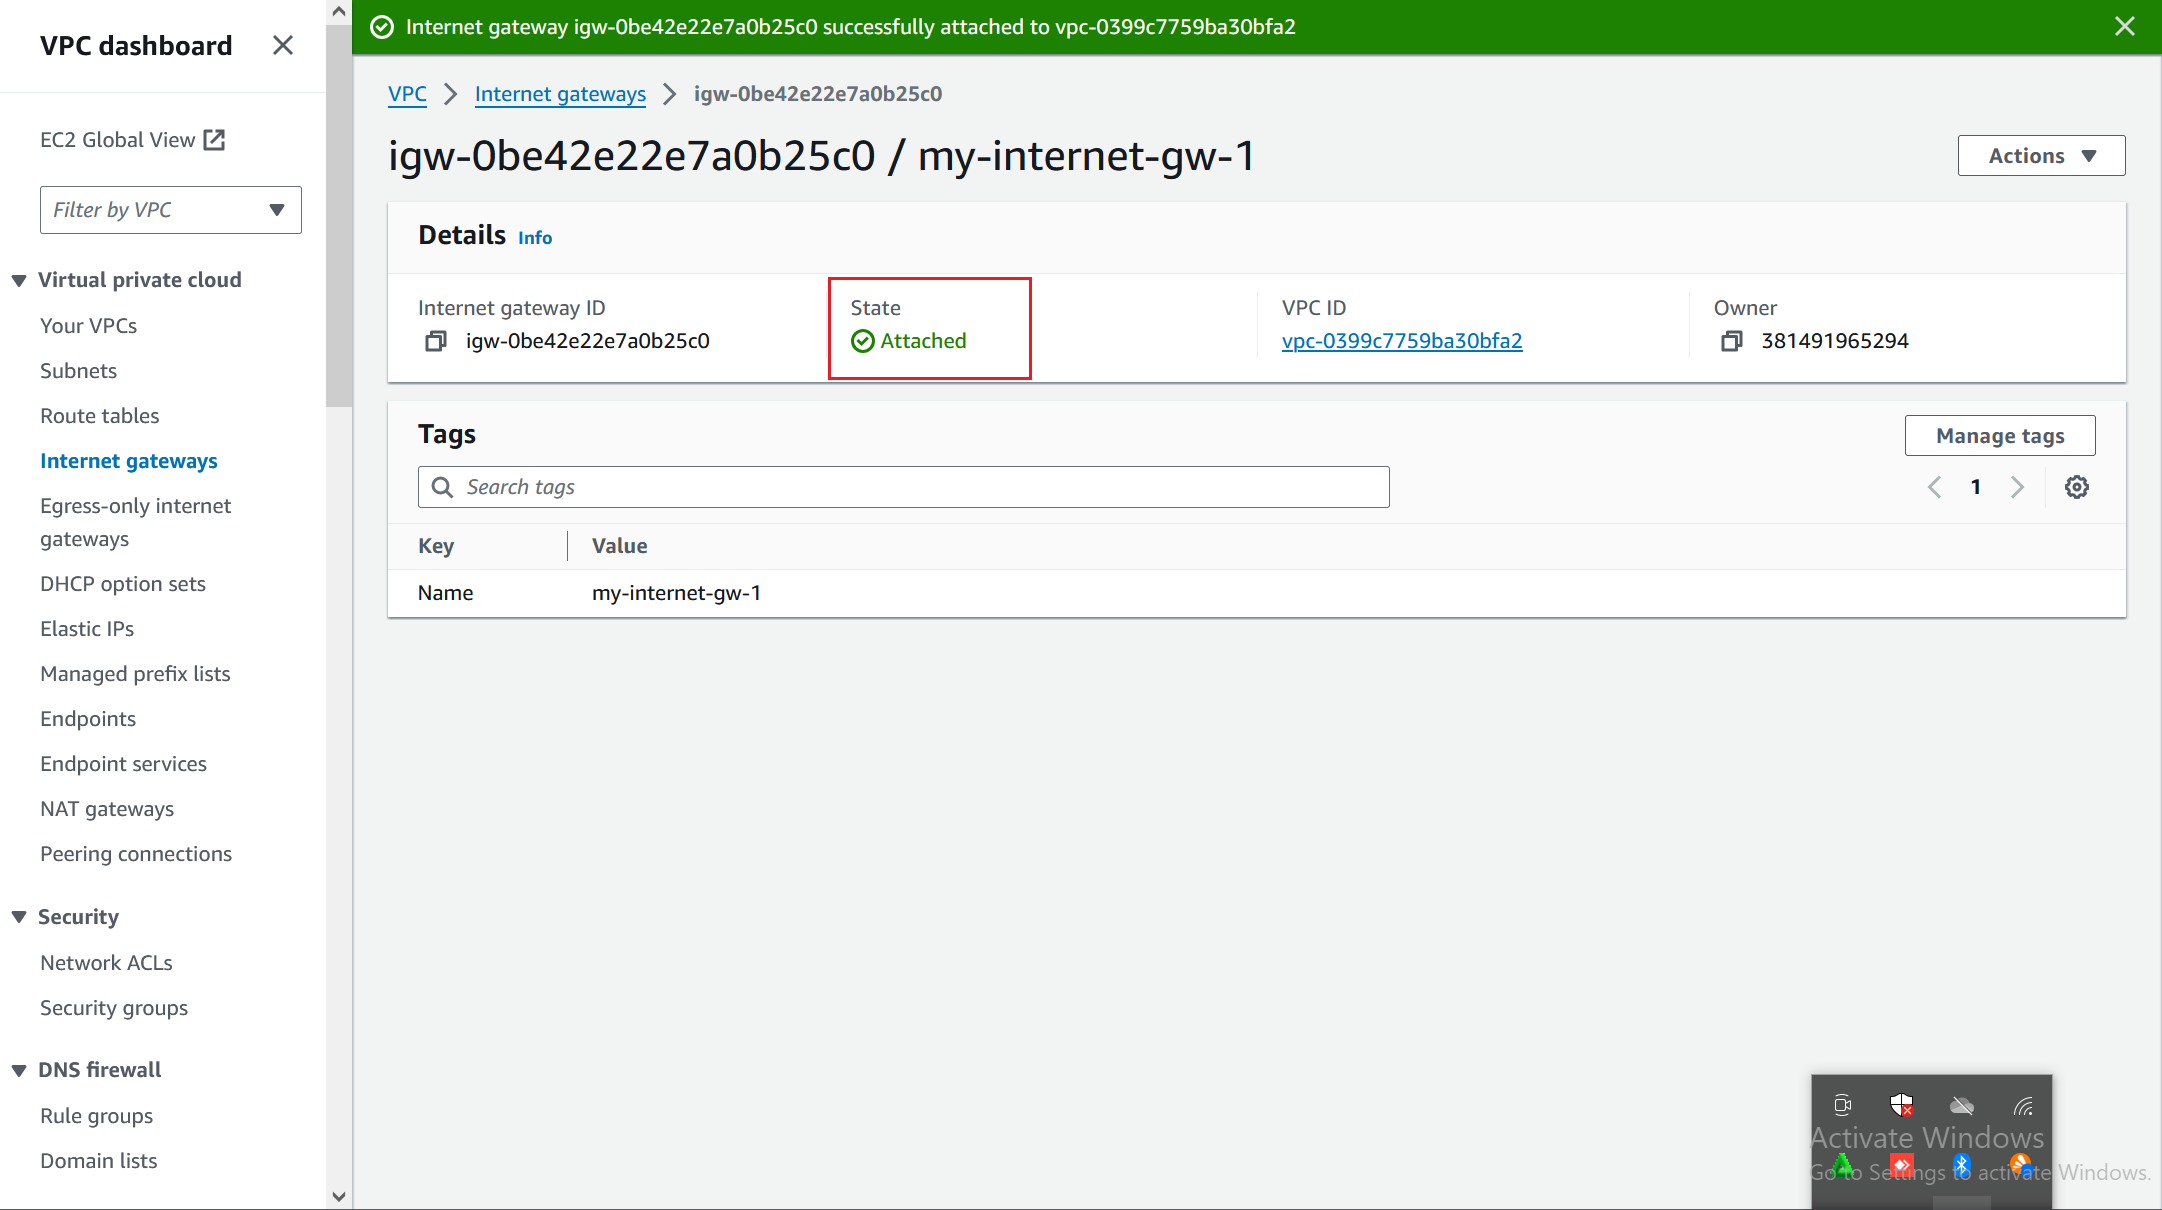 VPC dashboard
EC2 Global View
Filter by VPC
Virtual private cloud
Your VPCs
Subnets
Route tables
Internet gateways
Egress-only internet
gateways
DHCP option sets
Elastic IPs
Managed prefix lists
Endpoints
Endpoint services
NAT gateways
Peering connections
Security
Network ACLs
Security groups
DNS firewall
Rule groups
Domain lists
Internet gateway igw-0be42e22e7a0b25c0 successfully attached to vpc-0399c7759ba30bfa2
VPC > Internet gateways > igw-0be42e22e7a0b25c0
igw-0be42e22e7a0b25c0 / my-internet-gw-1
Actions
Details Info
Internet gateway ID
igw-0be42e22e7a0b25c0
State
Attached
VPC ID
vpc-0399c7759ba30bfa2
Owner
381491965294
Tags
Manage tags
Search tags
1
Key Value
Name my-internet-gw-1
Activate Windows
Go to Settings to activate Windows.